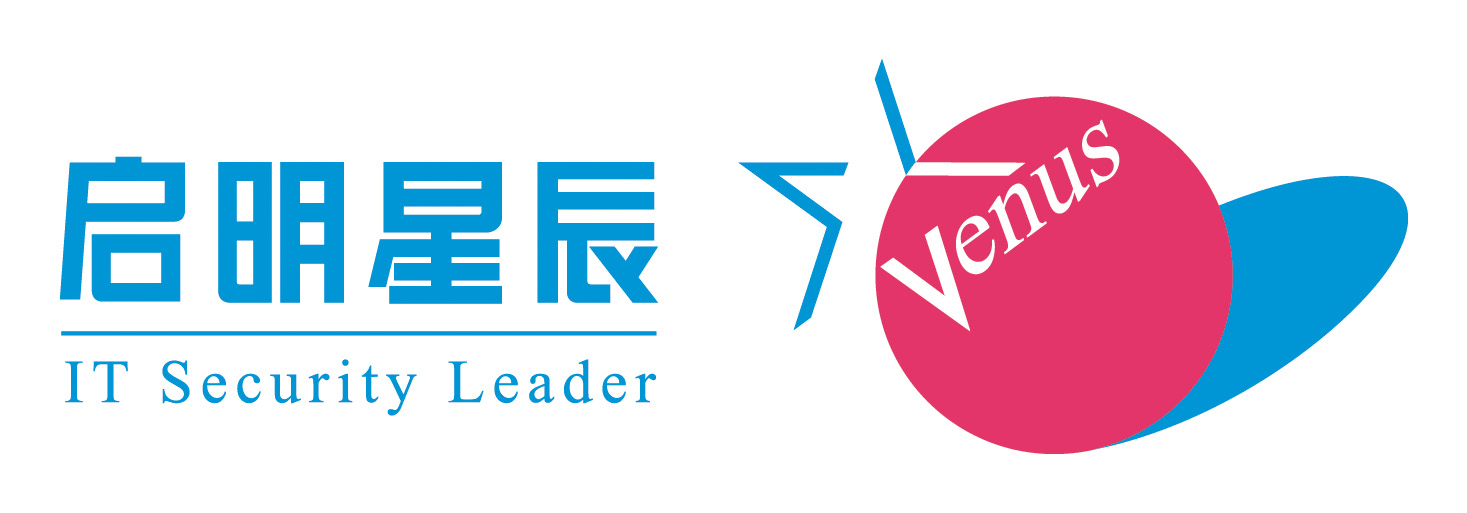 启明星辰
IT Security Leader
Venus